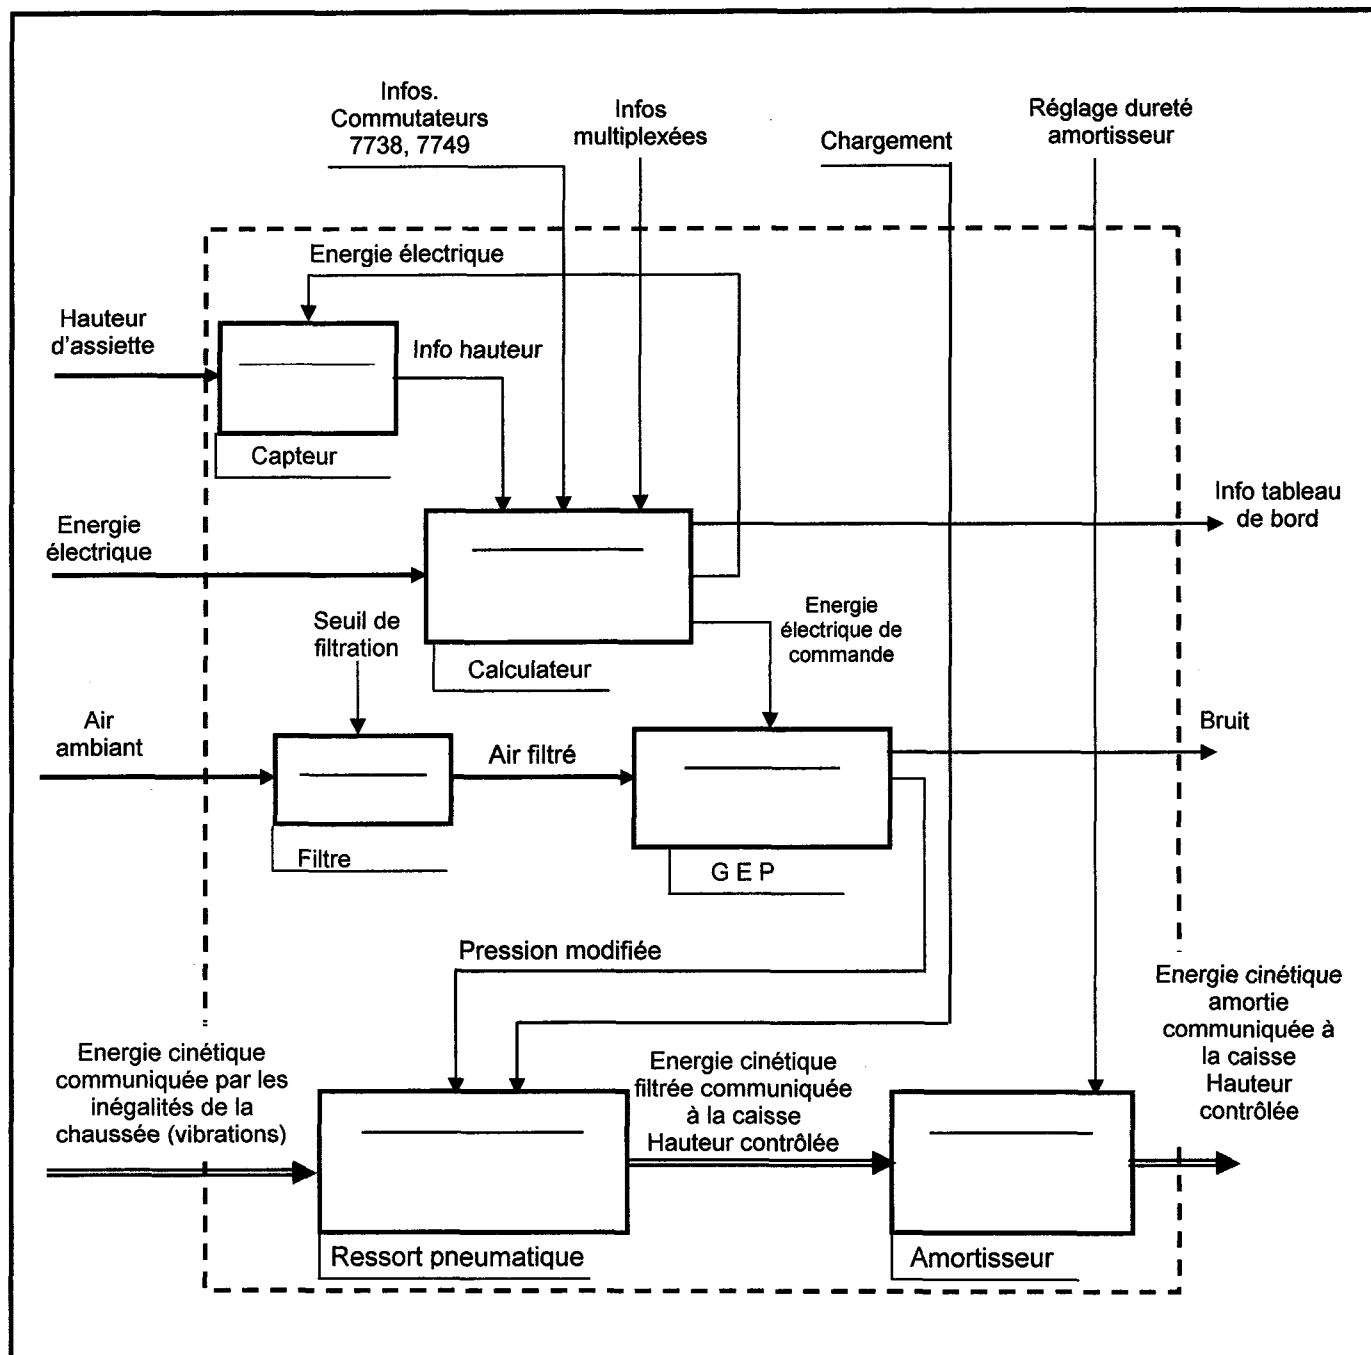 Infos.
Commutateurs
7738, 7749
Infos
multiplexées
Chargement
Réglage dureté
amortisseur
Energie électrique
Hauteur
d'assiette
Info hauteur
Capteur
Energie
électrique
Info tableau
de bord
Seuil de
filtration
Energie
électrique de
commande
Calculateur
Air
ambiant
Air filtré
Bruit
Filtre
G E P
Pression modifiée
Energie cinétique
communiquée par les
inégalités de la
chaussée (vibrations)
Energie cinétique
filtrée communiquée
à la caisse
Hauteur contrôlée
Energie cinétique
amortie
communiquée à
la caisse
Hauteur
contrôlée
Ressort pneumatique
Amortisseur